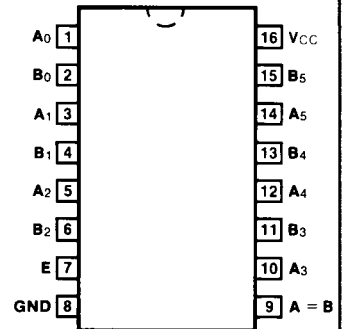 A0 1 16 VCC
B0 2 15 B5
A1 3 14 A5
B1 4 13 B4
A2 5 12 A4
B2 6 11 B3
E 7 10 A3
GND 8 9 A = B